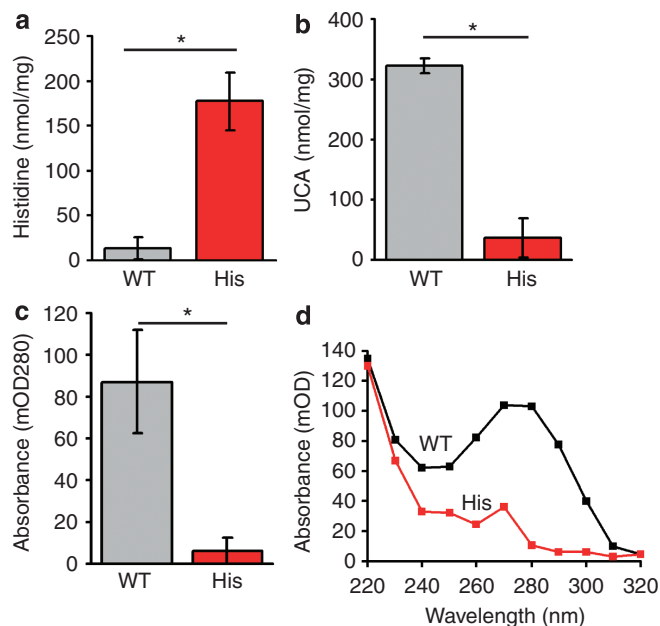 a
Histidine (nmol/mg)
250
200
150
100
50
0
*
WT
His
b
UCA (nmol/mg)
400
300
200
100
0
*
WT
His
c
Absorbance (mOD280)
120
100
80
60
40
20
0
*
WT
His
d
Absorbance (mOD)
140
120
100
80
60
40
20
0
WT
His
220 240 260 280 300 320
Wavelength (nm)